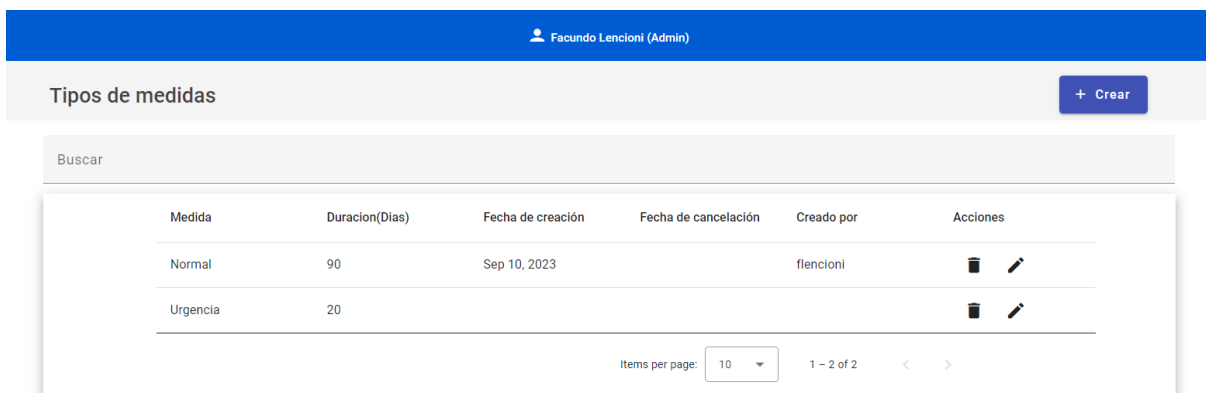 Facundo Lencioni (Admin)
Tipos de medidas
+ Crear
Buscar
Medida Duracion(Dias) Fecha de creación Fecha de cancelación Creado por Acciones
Normal 90 Sep 10, 2023 flencioni
Urgencia 20
Items per page: 10 1 – 2 of 2